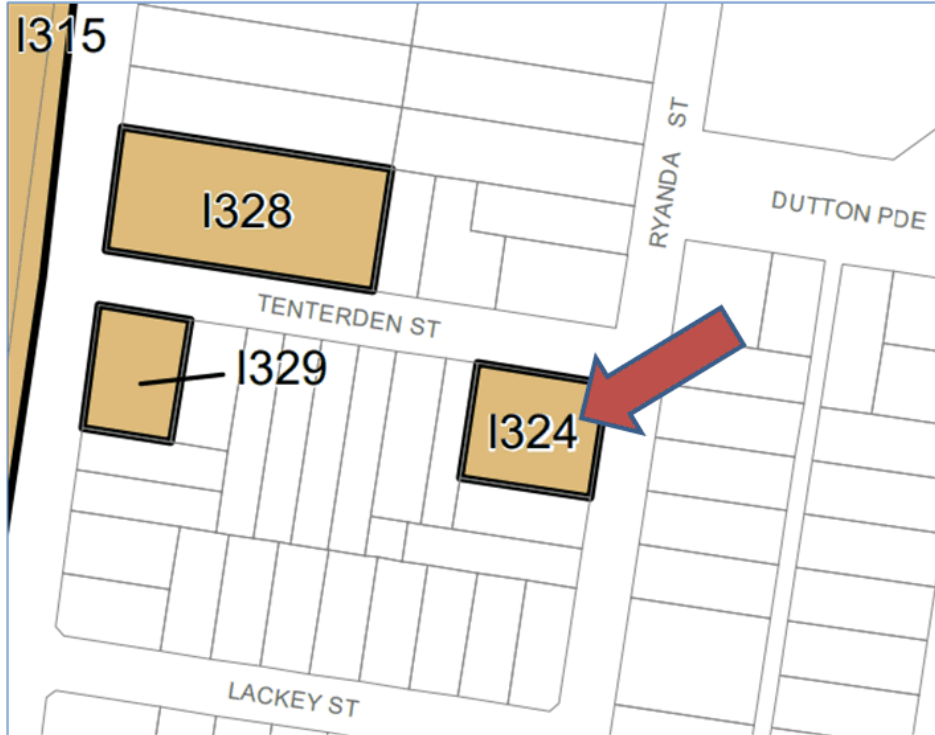 I315
RYANDA ST
DUTTON PDE
I328
TENTERDEN ST
I329
I324
LACKEY ST